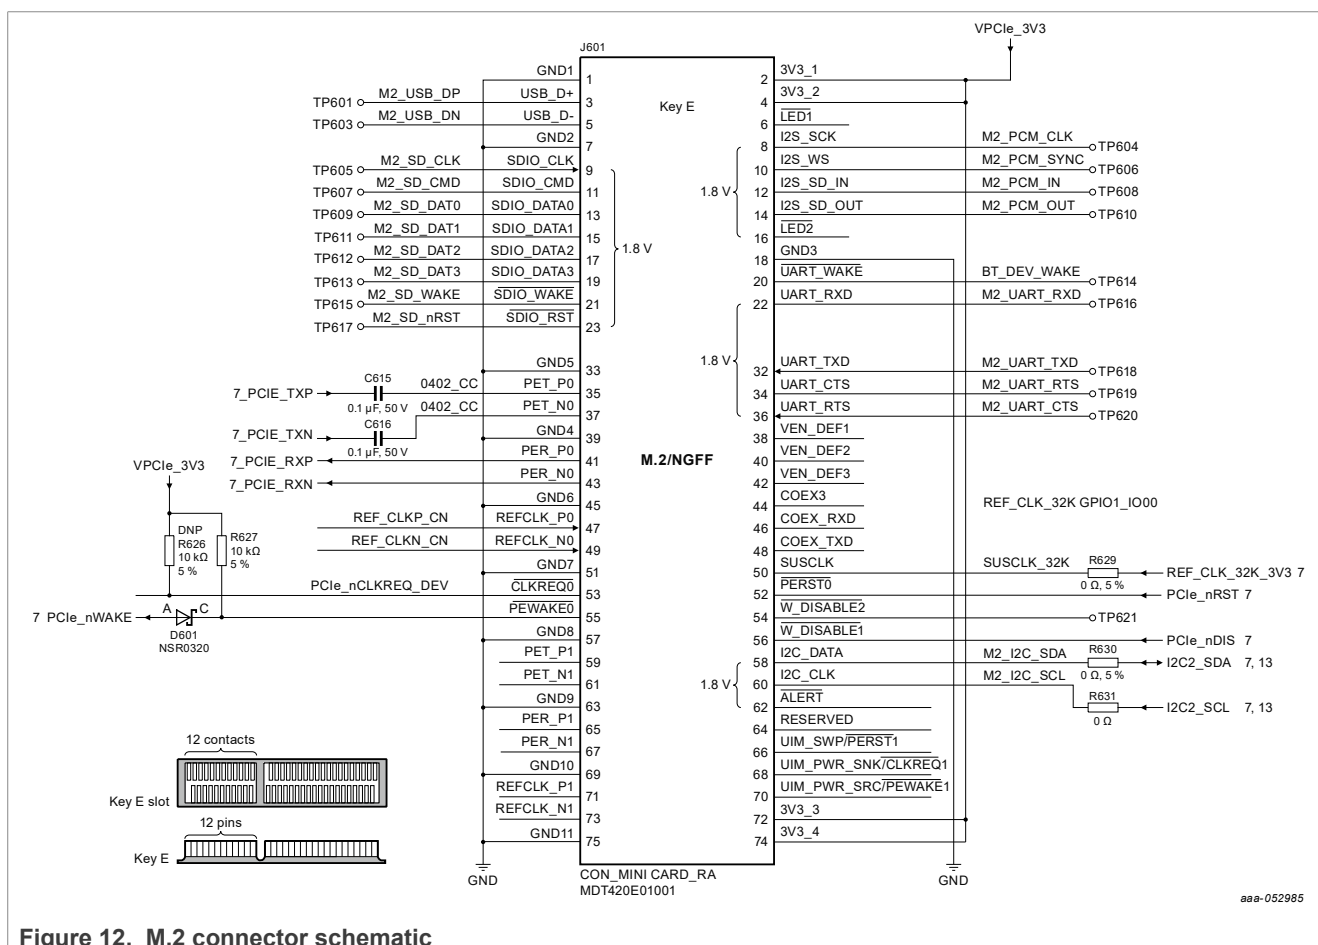 VPCIe_3V3
J601
GND1 1 2 3V3_1
TP601 M2_USB_DP USB_D+ 3 Key E 4 3V3_2
TP603 M2_USB_DN USB_D- 5 6 LED1
GND2 7 8 I2S_SCK M2_PCM_CLK TP604
TP605 M2_SD_CLK SDIO_CLK 9 10 I2S_WS M2_PCM_SYNC TP606
TP607 M2_SD_CMD SDIO_CMD 11 1.8 V 12 I2S_SD_IN M2_PCM_IN TP608
TP609 M2_SD_DAT0 SDIO_DATA0 13 14 I2S_SD_OUT M2_PCM_OUT TP610
TP611 M2_SD_DAT1 SDIO_DATA1 15 16 LED2
TP612 M2_SD_DAT2 SDIO_DATA2 17 1.8 V 18 GND3
TP613 M2_SD_DAT3 SDIO_DATA3 19 20 UART_WAKE BT_DEV_WAKE TP614
TP615 M2_SD_WAKE SDIO_WAKE 21 22 UART_RXD M2_UART_RXD TP616
TP617 M2_SD_nRST SDIO_RST 23
1.8 V
GND5 33 32 UART_TXD M2_UART_TXD TP618
7_PCIE_TXP C615 0.1 µF, 50 V 0402_CC PET_P0 35 34 UART_CTS M2_UART_RTS TP619
0402_CC PET_N0 37 36 UART_RTS M2_UART_CTS TP620
7_PCIE_TXN C616 0.1 µF, 50 V GND4 39 38 VEN_DEF1
7_PCIE_RXP PER_P0 41 M.2/NGFF 40 VEN_DEF2
7_PCIE_RXN PER_N0 43 42 VEN_DEF3
VPCIe_3V3
GND6 45 44 COEX3 REF_CLK_32K GPIO1_IO00
REF_CLKP_CN REFCLK_P0 47 46 COEX_RXD
REF_CLKN_CN REFCLK_N0 49 48 COEX_TXD
DNP
R626
10 kΩ
5 %
R627
10 kΩ
5 %
GND7 51 50 SUSCLK SUSCLK_32K R629 0 Ω, 5 % REF_CLK_32K_3V3 7
PCIe_nCLKREQ_DEV CLKREQ0 53 52 PERST0 PCIe_nRST 7
7 PCIe_nWAKE A C PEWAKE0 55 54 W_DISABLE2 TP621
D601
NSR0320
GND8 57 56 W_DISABLE1 PCIe_nDIS 7
PET_P1 59 58 I2C_DATA M2_I2C_SDA R630 0 Ω, 5 % I2C2_SDA 7, 13
PET_N1 61 1.8 V 60 I2C_CLK M2_I2C_SCL
GND9 63 62 ALERT R631 0 Ω I2C2_SCL 7, 13
PER_P1 65 64 RESERVED
PER_N1 67 66 UIM_SWP/PERST1
GND10 69 68 UIM_PWR_SNK/CLKREQ1
REFCLK_P1 71 70 UIM_PWR_SRC/PEWAKE1
REFCLK_N1 73 72 3V3_3
GND11 75 74 3V3_4
12 contacts
Key E slot
12 pins
Key E
GND
CON_MINI CARD_RA
MDT420E01001
GND
aaa-052985
Figure 12. M.2 connector schematic